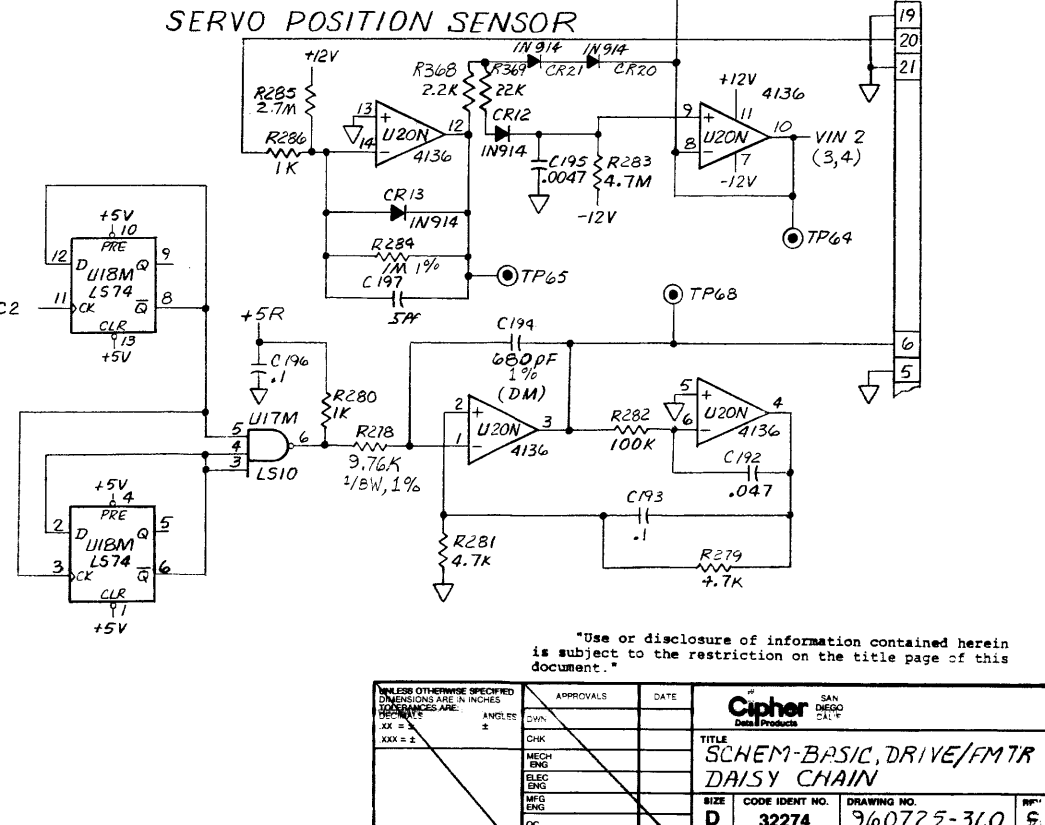 SERVO POSITION SENSOR
19
20
21
+12V
IN914 IN914
CR21 CR20
R368
2.2K
R369
22K
R285
2.7M
R286
1K
13
14
+
-
U20N
12
4136
CR12
IN914
C195
.0047
R283
4.7M
-12V
+12V
4136
9
8
+
-
U20N
11
10
7
-12V
VIN 2
(3,4)
TP64
CR13
IN914
R284
1M 1%
C197
5PF
TP65
TP68
+5V
10
PRE
12
D
Q
9
U18M
LS74
11
CK
Q
8
CLR
13
+5V
C2
+5R
C196
.1
R280
1K
U17M
5
4
3
6
LS10
R278
9.76K
1/8W, 1%
C194
680PF
1%
(DM)
2
1
+
-
U20N
3
4136
R282
100K
5
6
+
-
U20N
4
4136
C192
.047
6
5
C193
.1
R281
4.7K
R279
4.7K
+5V
4
PRE
2
D
Q
5
U18M
LS74
3
CK
Q
6
CLR
1
+5V
"Use or disclosure of information contained herein
is subject to the restriction on the title page of this
document."
UNLESS OTHERWISE SPECIFIED
DIMENSIONS ARE IN INCHES
TOLERANCES ARE:
DECIMALS ANGLES
.XX = ± ±
.XXX = ±
APPROVALS
DATE
DWN
CHK
MECH
ENG
ELEC
ENG
MFG
ENG
Cipher
Data Products
SAN
DIEGO
CALIF
TITLE
SCHEM-BASIC, DRIVE/FMTR
DAISY CHAIN
SIZE
D
CODE IDENT NO.
32274
DRAWING NO.
960725-360